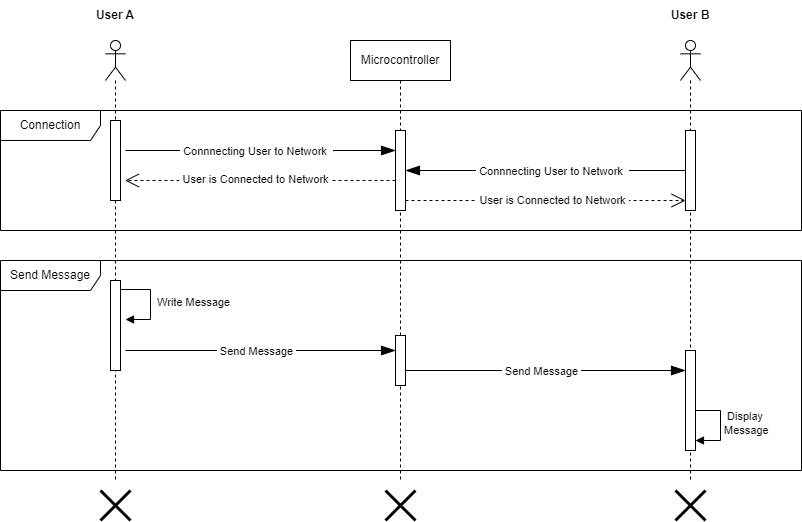 User A
User B
Microcontroller
Connection
Connnecting User to Network
Connnecting User to Network
User is Connected to Network
User is Connected to Network
Send Message
Write Message
Send Message
Send Message
Display
Message